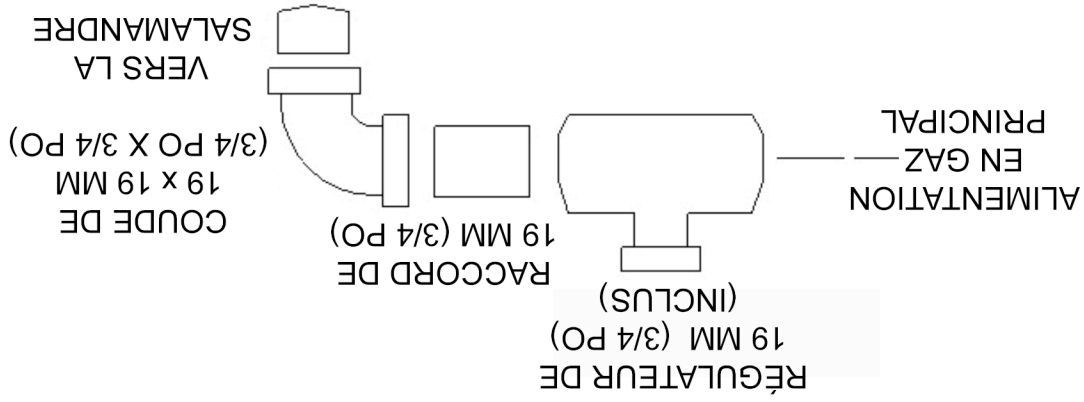 RÉGULATEUR DE
19 MM (3/4 PO)
(INCLUS)
ALIMENTATION
EN GAZ
PRINCIPAL
RACCORD DE
19 MM (3/4 PO)
COUDE DE
19 x 19 MM
(3/4 PO X 3/4 PO)
VERS LA
SALAMANDRE